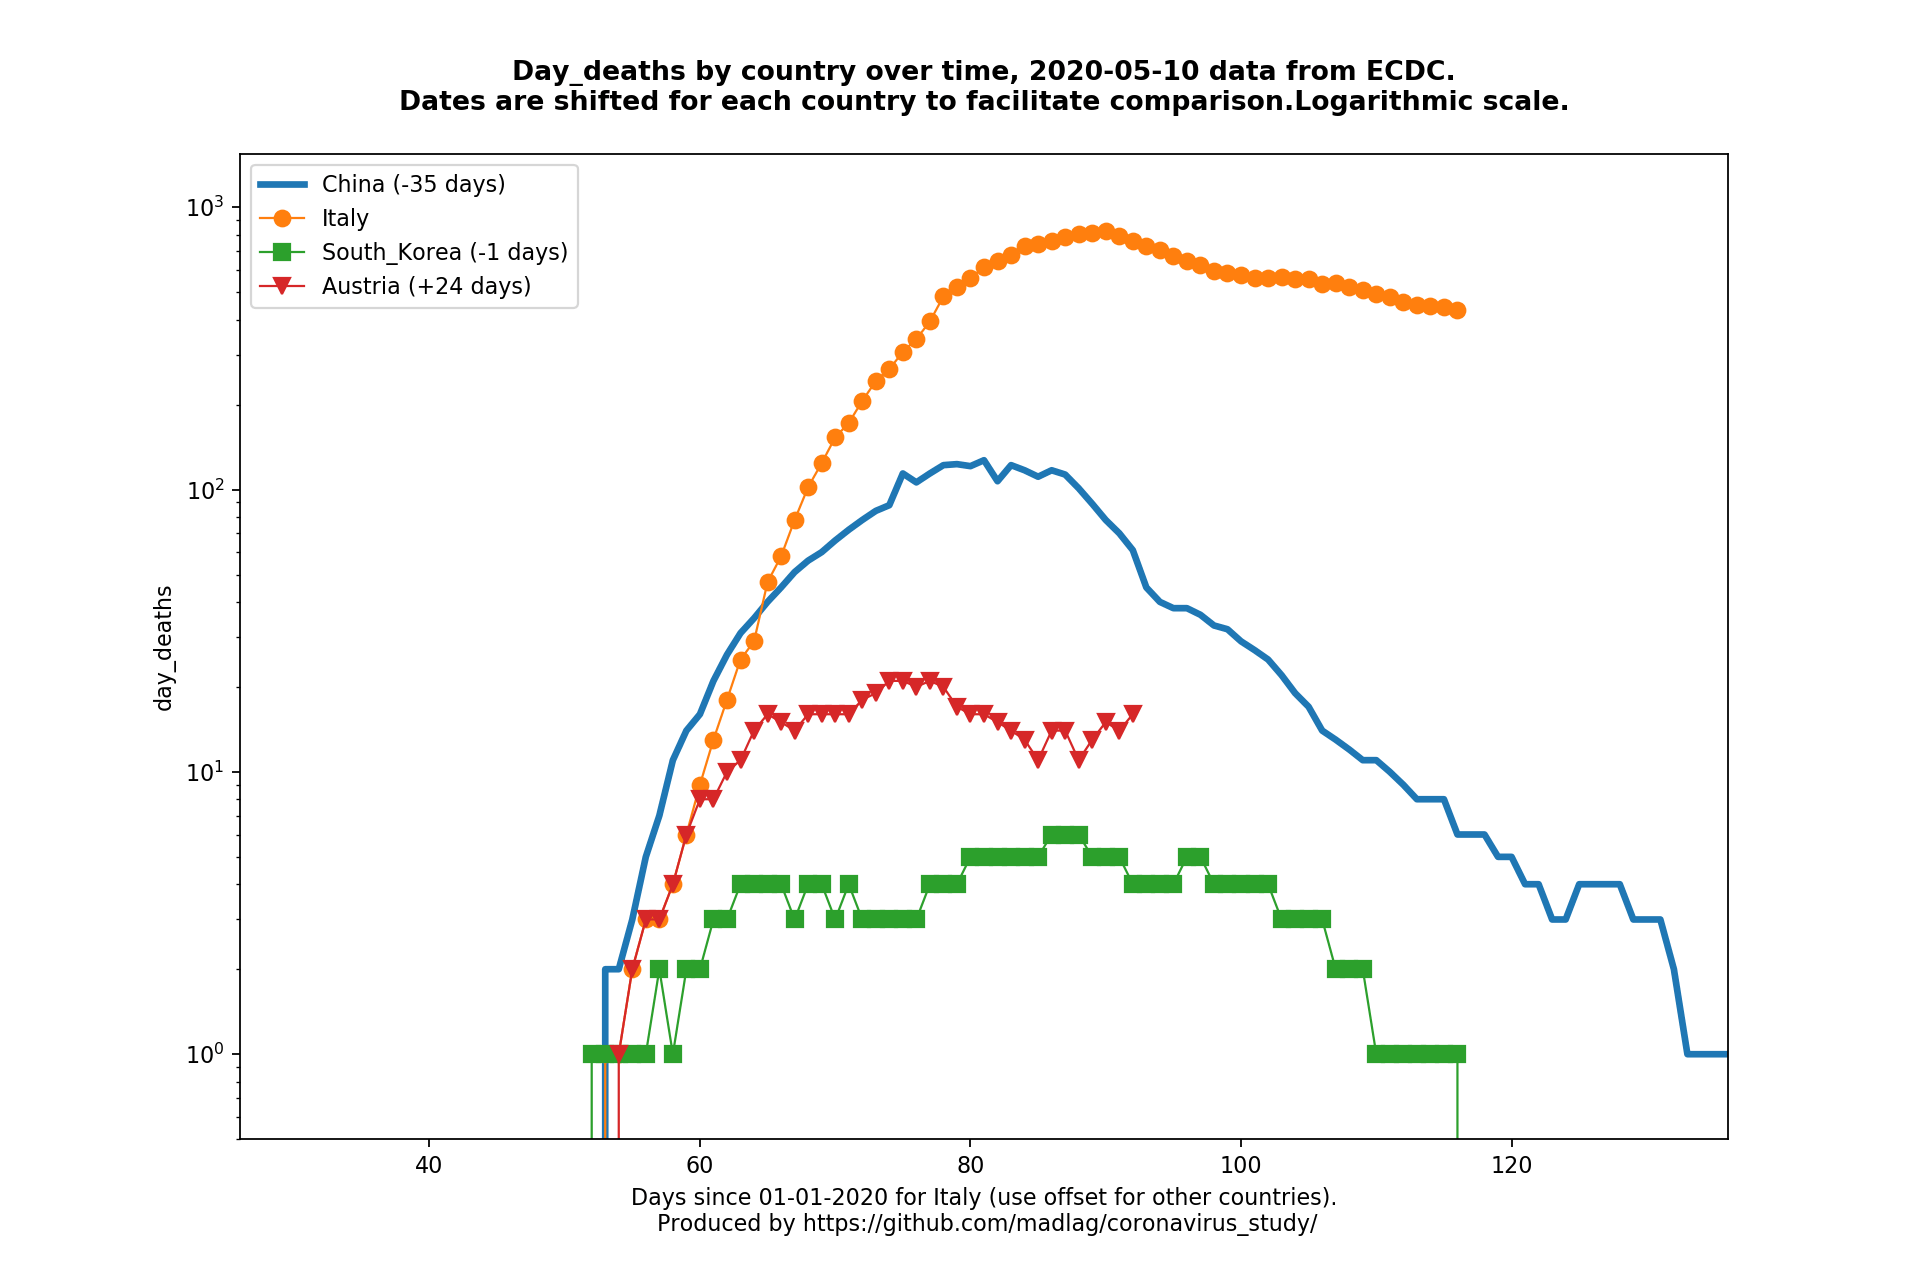 Day_deaths by country over time, 2020-05-10 data from ECDC.
Dates are shifted for each country to facilitate comparison.Logarithmic scale.
China (-35 days)
Italy
South_Korea (-1 days)
Austria (+24 days)
10³
10²
10¹
10⁰
day_deaths
40 60 80 100 120
Days since 01-01-2020 for Italy (use offset for other countries).
Produced by https://github.com/madlag/coronavirus_study/